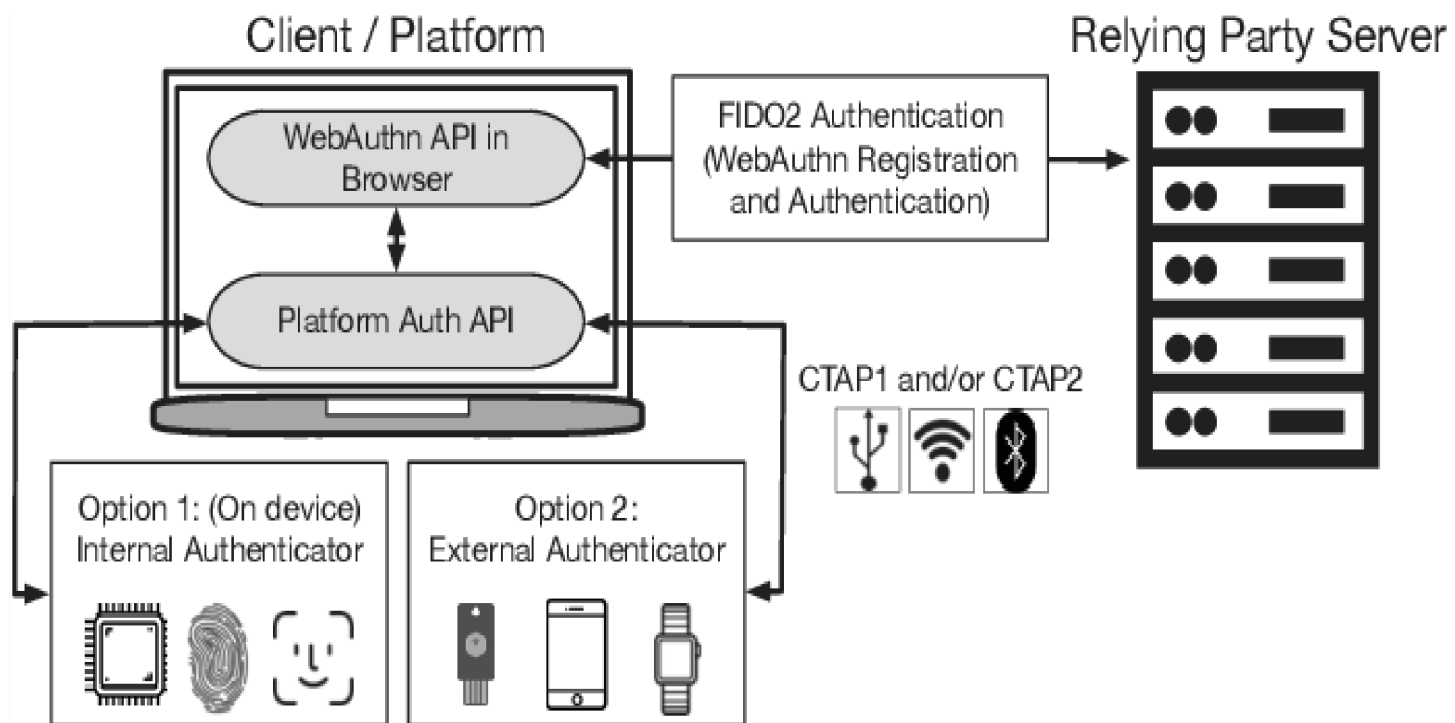 Client / Platform
Relying Party Server
WebAuthn API in
Browser
FIDO2 Authentication
(WebAuthn Registration
and Authentication)
Platform Auth API
CTAP1 and/or CTAP2
Option 1: (On device)
Internal Authenticator
Option 2:
External Authenticator